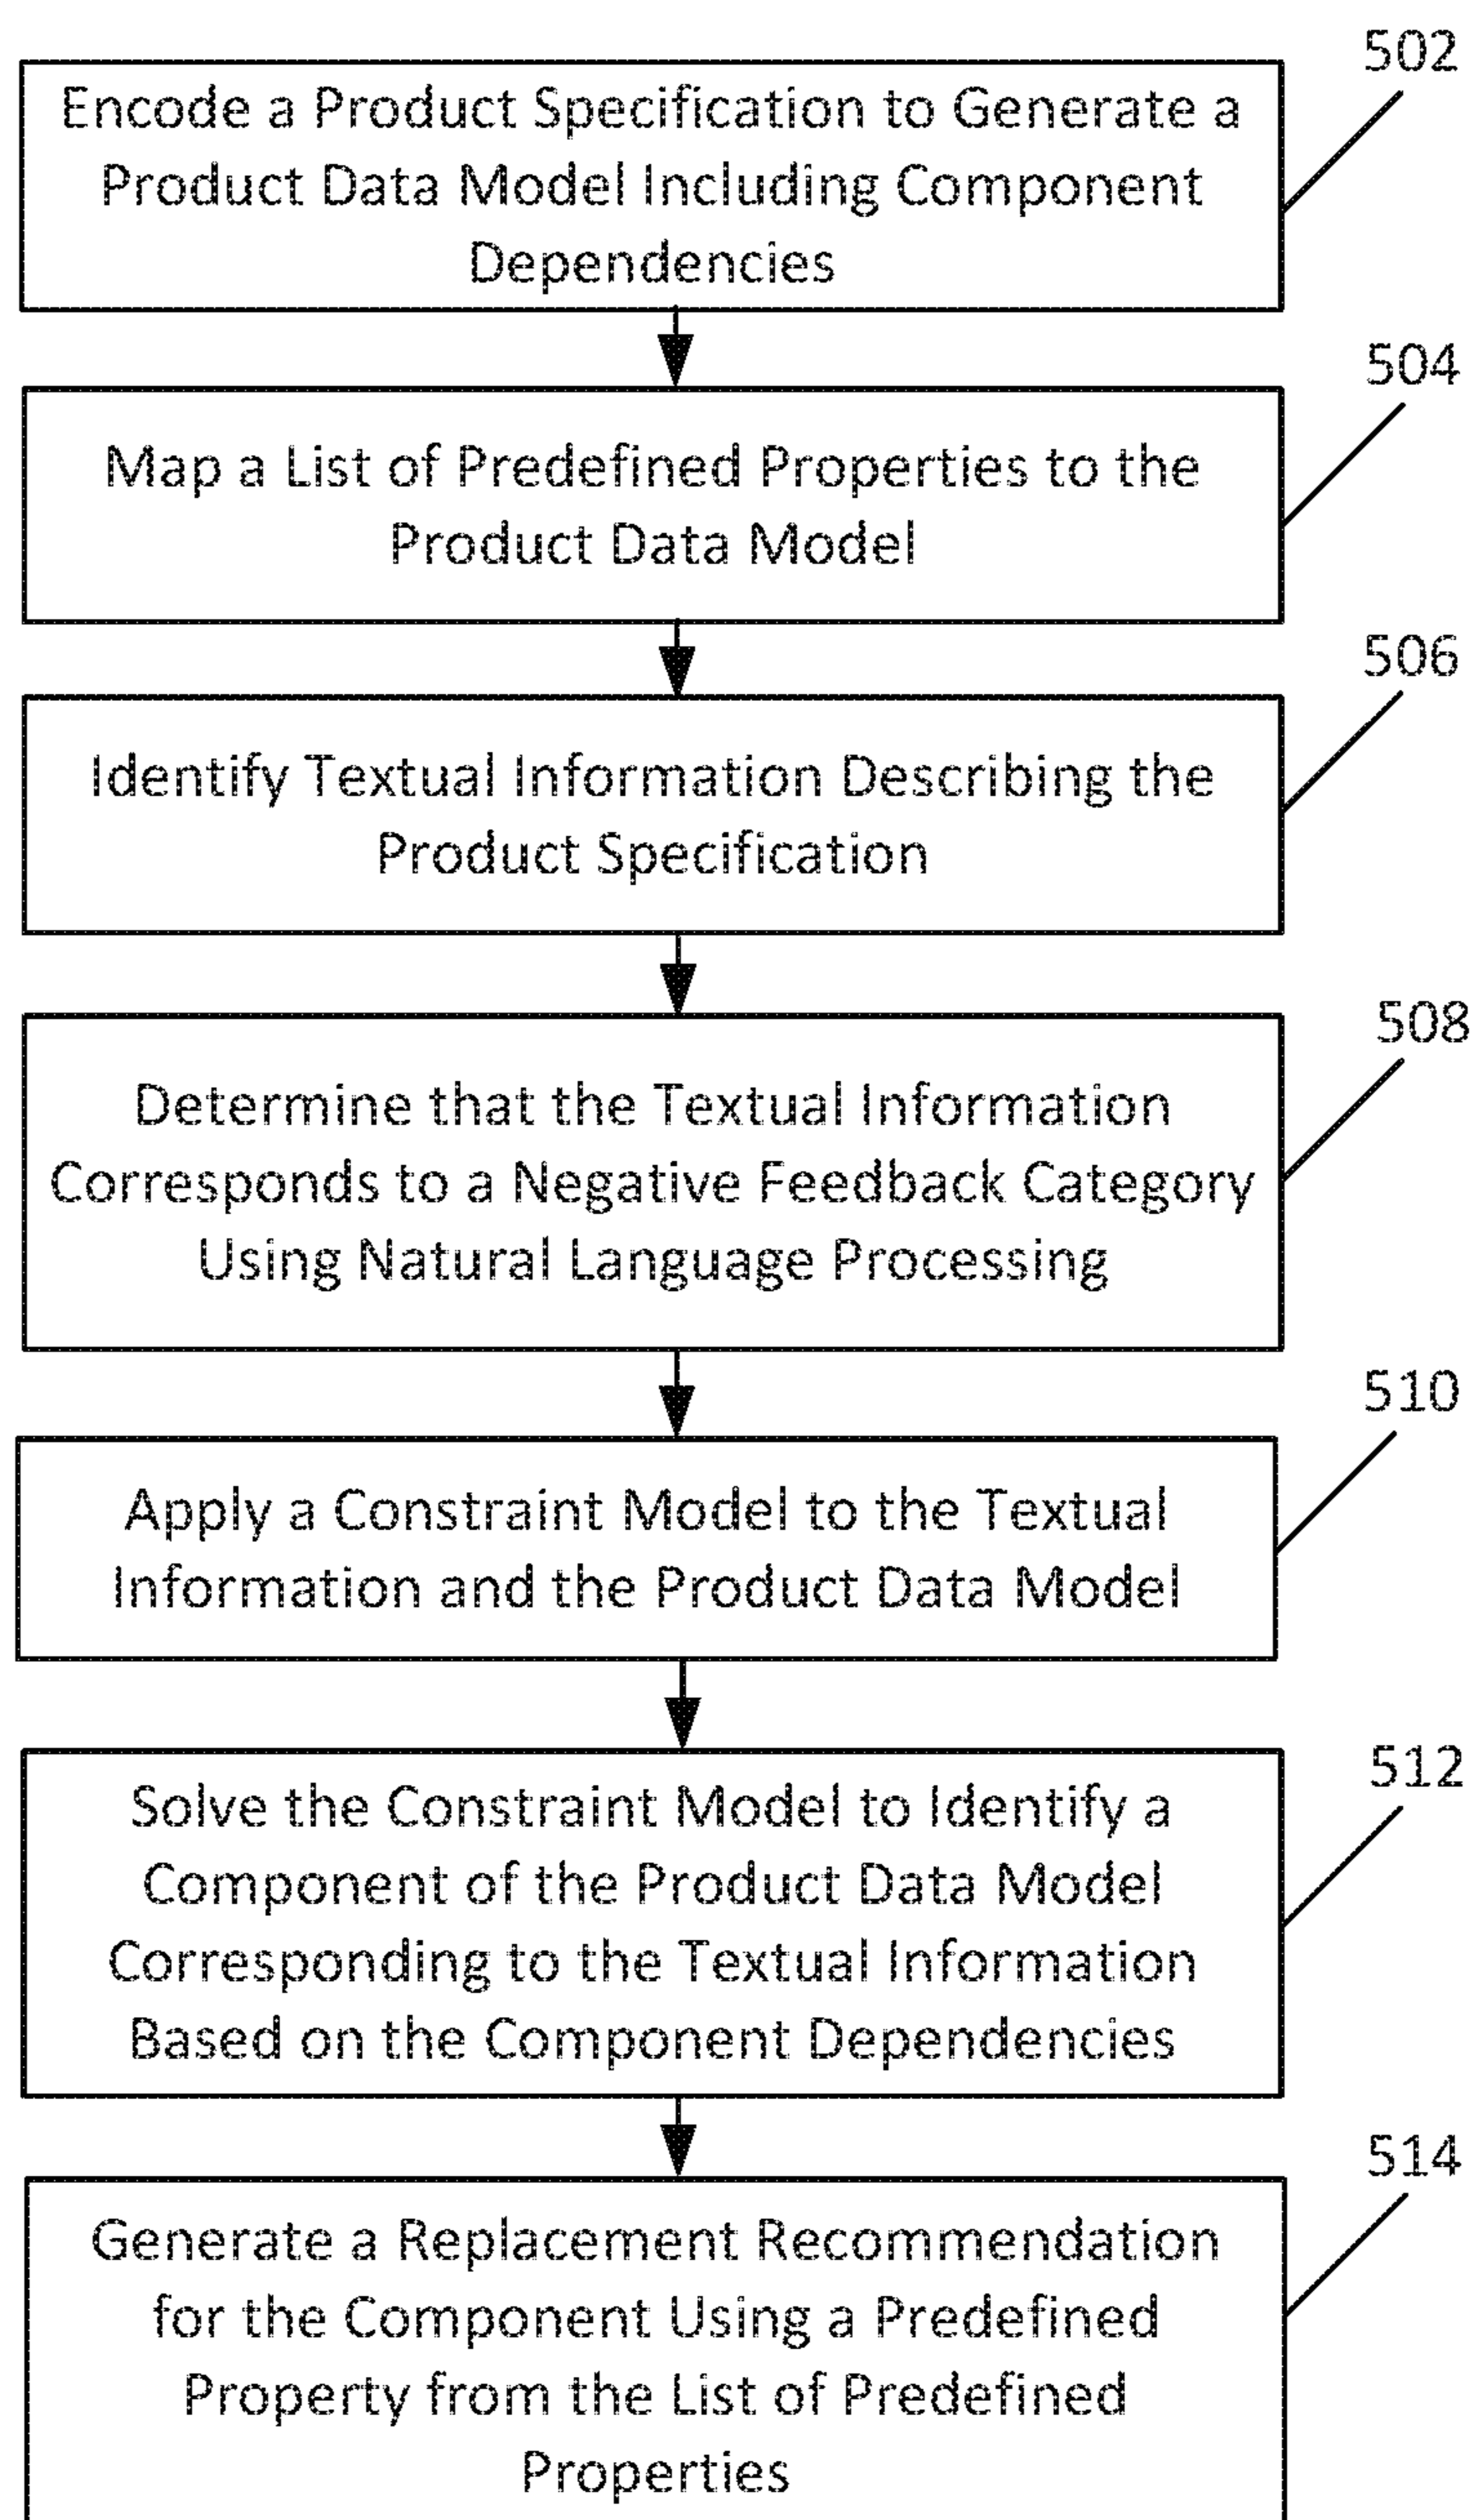 502
Encode a Product Specification to Generate a
Product Data Model Including Component
Dependencies
504
Map a List of Predefined Properties to the
Product Data Model
506
Identify Textual Information Describing the
Product Specification
508
Determine that the Textual Information
Corresponds to a Negative Feedback Category
Using Natural Language Processing
510
Apply a Constraint Model to the Textual
Information and the Product Data Model
512
Solve the Constraint Model to Identify a
Component of the Product Data Model
Corresponding to the Textual Information
Based on the Component Dependencies
514
Generate a Replacement Recommendation
for the Component Using a Predefined
Property from the List of Predefined
Properties